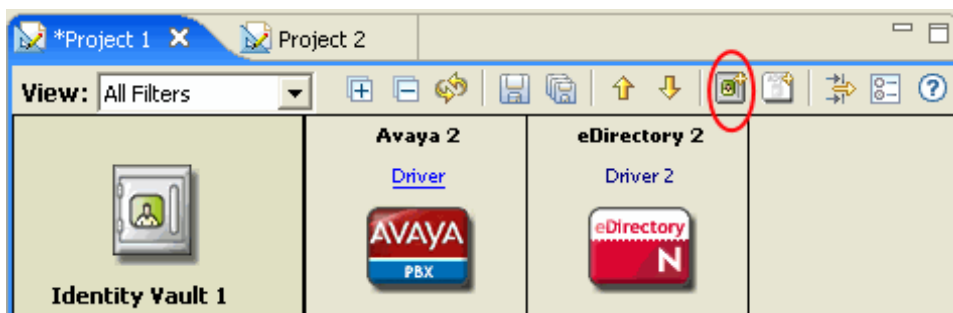 *Project 1 Project 2
View: All Filters
Avaya 2 eDirectory 2
Driver Driver 2
AVAYA eDirectory
PBX N
Identity Vault 1